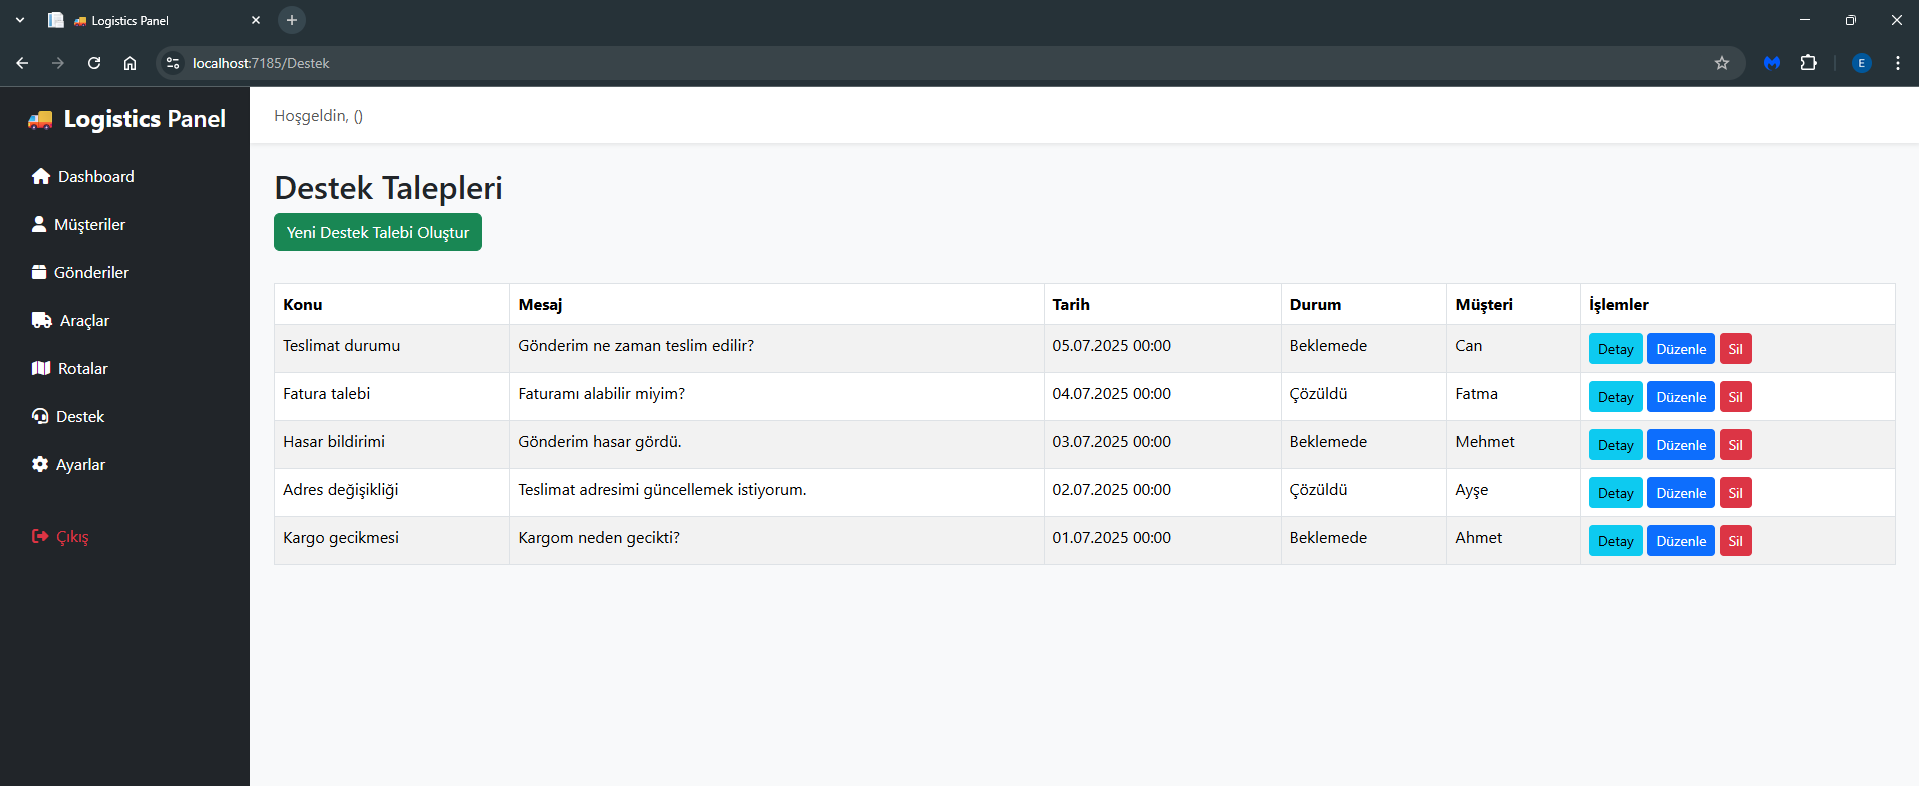 Logistics Panel
localhost:7185/Destek
E
Logistics Panel
Hoşgeldin, ()
Dashboard
Müşteriler
Gönderiler
Araçlar
Rotalar
Destek
Ayarlar
Çıkış
Destek Talepleri
Yeni Destek Talebi Oluştur
Konu Mesaj Tarih Durum Müşteri İşlemler
Teslimat durumu Gönderim ne zaman teslim edilir? 05.07.2025 00:00 Beklemede Can Detay Düzenle Sil
Fatura talebi Faturamı alabilir miyim? 04.07.2025 00:00 Çözüldü Fatma Detay Düzenle Sil
Hasar bildirimi Gönderim hasar gördü. 03.07.2025 00:00 Beklemede Mehmet Detay Düzenle Sil
Adres değişikliği Teslimat adresimi güncellemek istiyorum. 02.07.2025 00:00 Çözüldü Ayşe Detay Düzenle Sil
Kargo gecikmesi Kargom neden gecikti? 01.07.2025 00:00 Beklemede Ahmet Detay Düzenle Sil